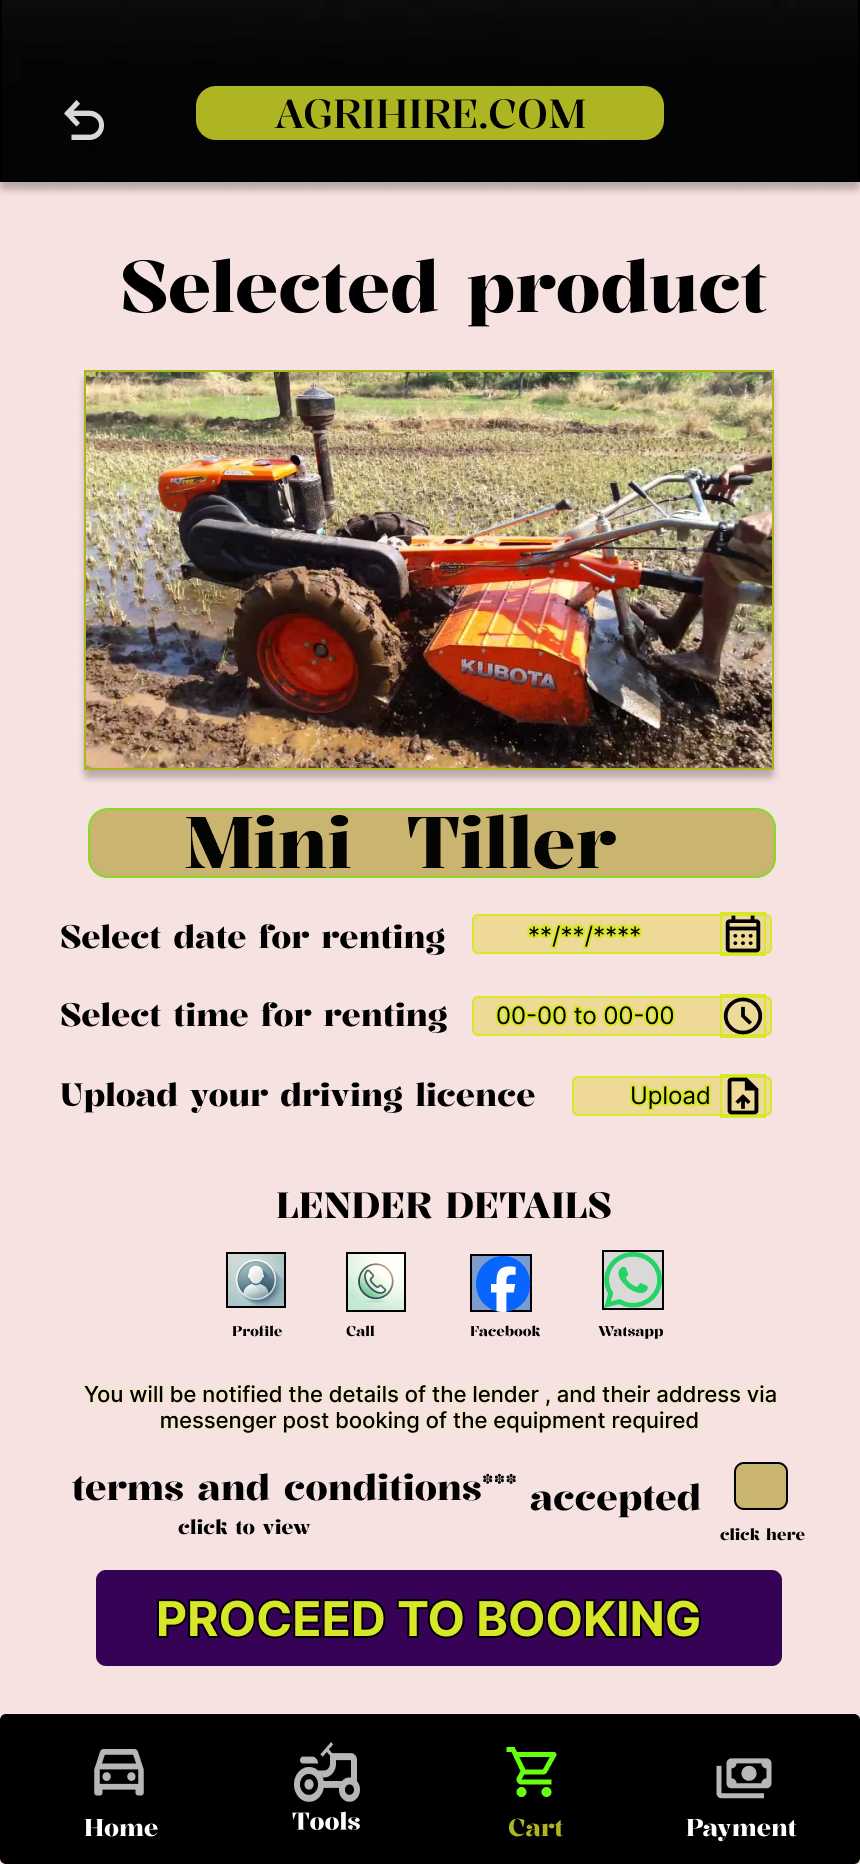 AGRIHIRE.COM
Selected product
KUBOTA
Mini Tiller
Select date for renting **/**/****
Select time for renting 00-00 to 00-00
Upload your driving licence Upload
LENDER DETAILS
Profile Call Facebook Watsapp
You will be notified the details of the lender , and their address via
messenger post booking of the equipment required
terms and conditions*** accepted
click to view click here
PROCEED TO BOOKING
Home Tools Cart Payment